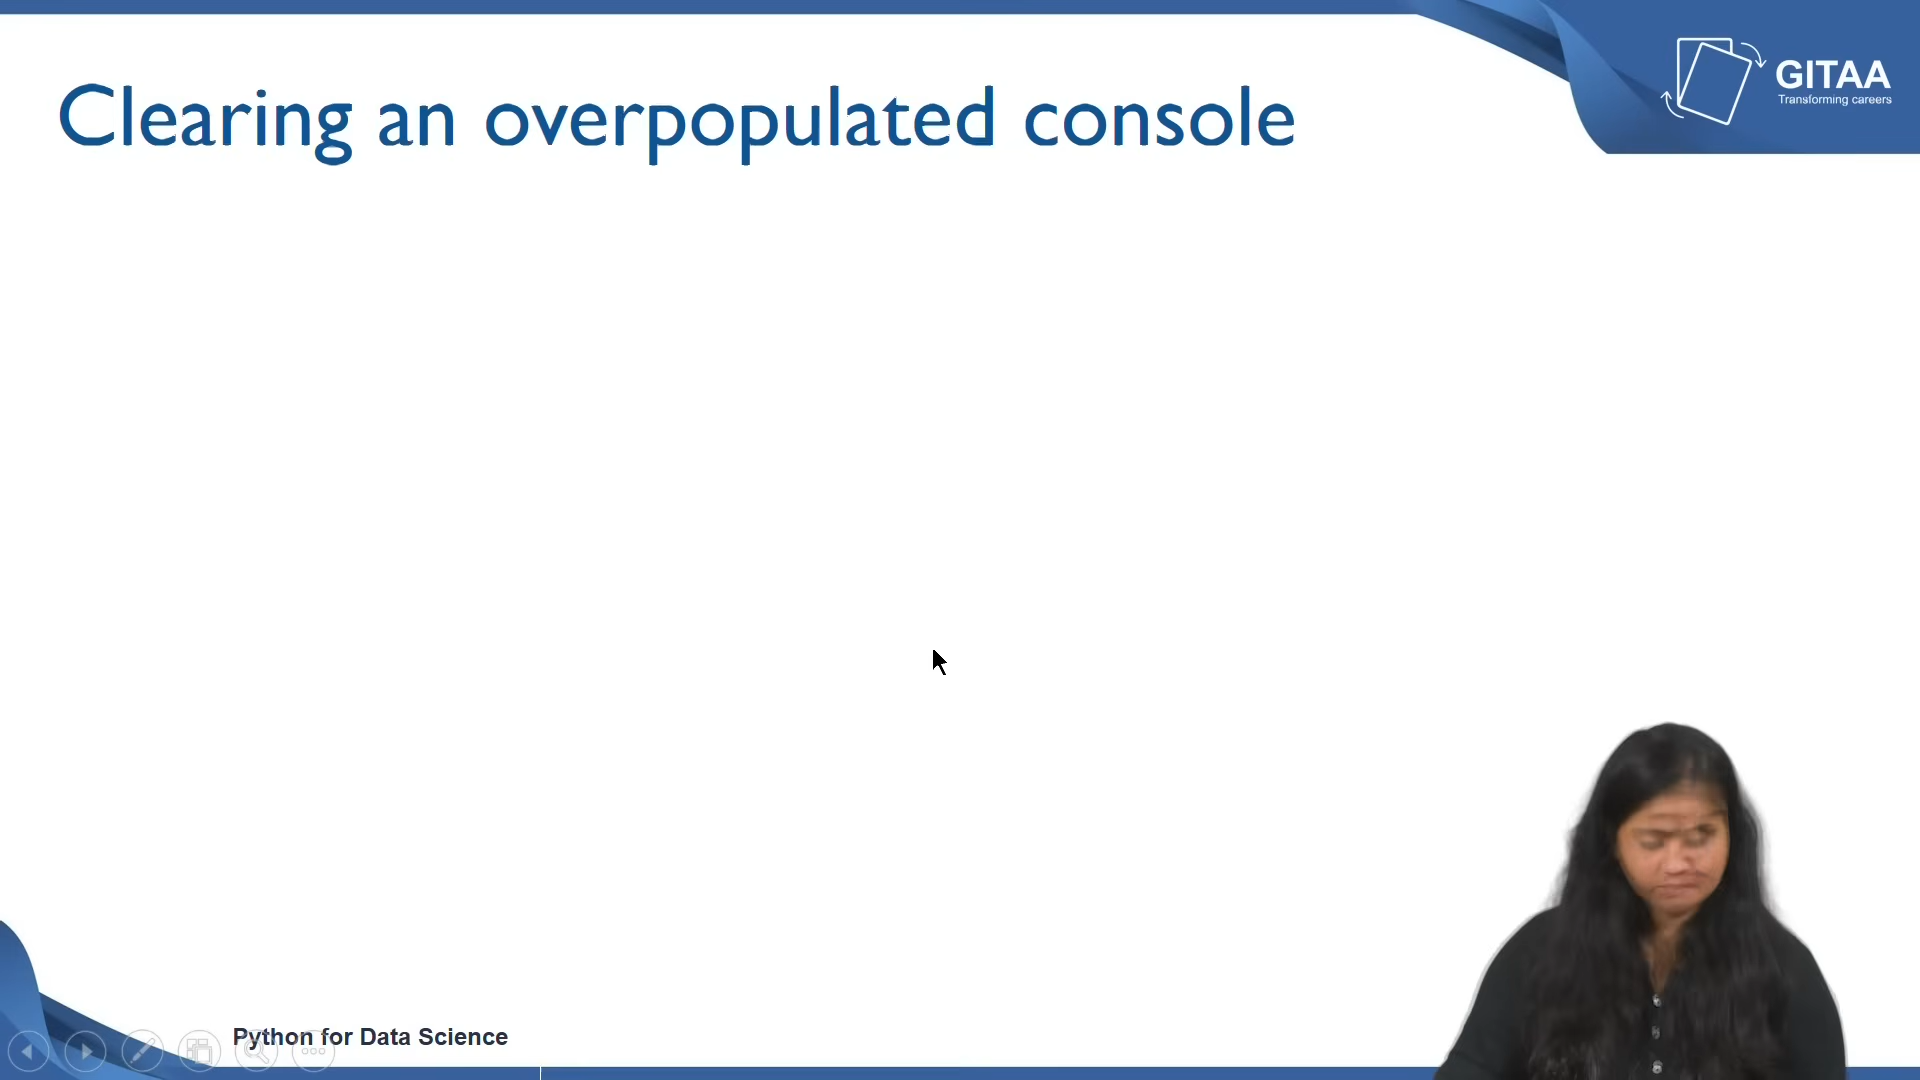 Clearing an overpopulated console
GITAA
Transforming careers
Python for Data Science